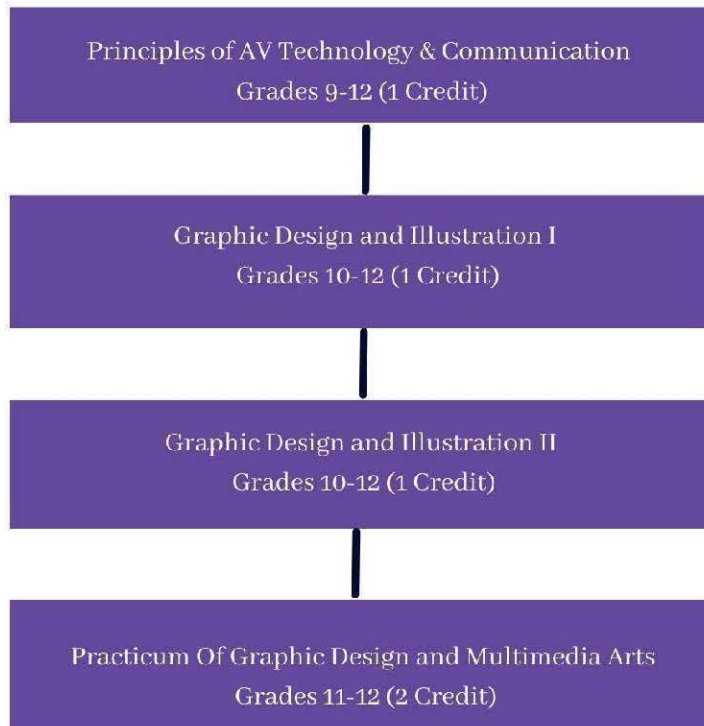 Principles of AV Technology & Communication
Grades 9-12 (1 Credit)
Graphic Design and Illustration I
Grades 10-12 (1 Credit)
Graphic Design and Illustration II
Grades 10-12 (1 Credit)
Practicum Of Graphic Design and Multimedia Arts
Grades 11-12 (2 Credit)